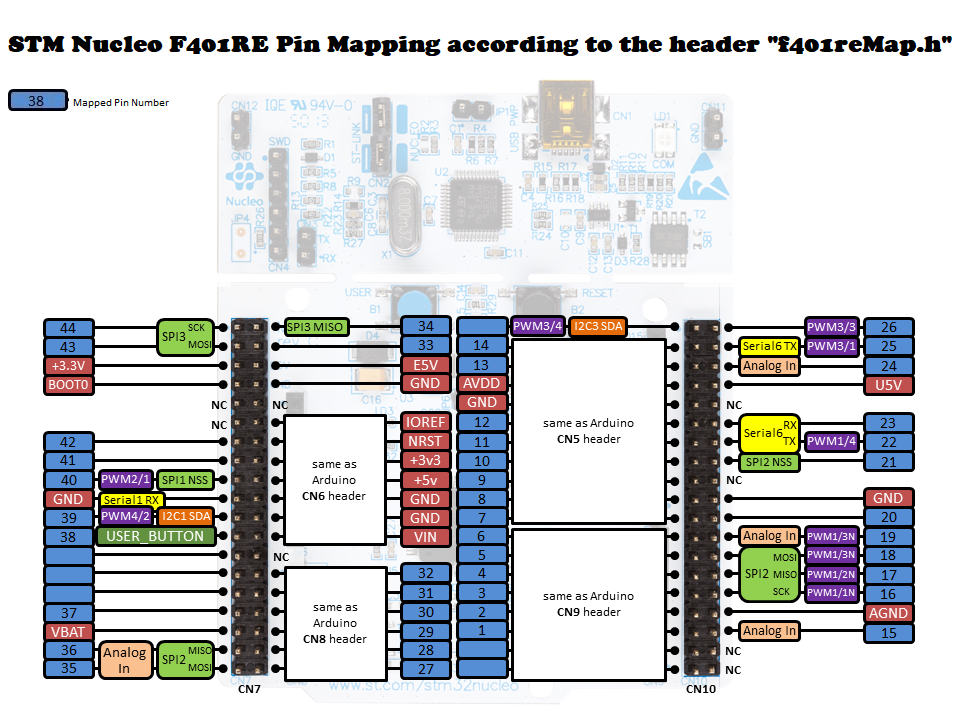 STM Nucleo F401RE Pin Mapping according to the header "f401reMap.h"
38 Mapped Pin Number
CN12 IQE 94V-0 CN1 CN11
5013
GND SWD ST-LINK NUCLEO USB PWR LD1 GND
COM
Nucleo CN2 U2
JP4 TX RX CN4 X1 T2 SB1
USER B1 B2 RESET
44 SPI3 SCK SPI3 MISO 34 PWM3/4 I2C3 SDA PWM3/3 26
43 MOSI 33 14 Serial6 TX PWM3/1 25
+3.3V E5V 13 Analog In 24
BOOT0 GND AVDD U5V
NC NC GND NC
NC IOREF 12 Serial6 RX 23
42 NRST 11 TX PWM1/4 22
41 +3v3 10 SPI2 NSS 21
40 PWM2/1 SPI1 NSS +5v 9 NC
GND Serial1 RX GND 8 GND
39 PWM4/2 I2C1 SDA GND 7 20
38 USER_BUTTON VIN 6 Analog In PWM1/3N 19
NC 5 SPI2 MOSI PWM1/3N 18
32 4 MISO PWM1/2N 17
31 3 SCK PWM1/1N 16
37 30 2 AGND
VBAT 29 1 Analog In 15
36 Analog In SPI2 MISO 28 NC
35 MOSI 27 NC
same as Arduino
CN5 header
same as
Arduino
CN6 header
same as
Arduino
CN8 header
same as Arduino
CN9 header
CN7 CN10
www.st.com/stm32nucleo